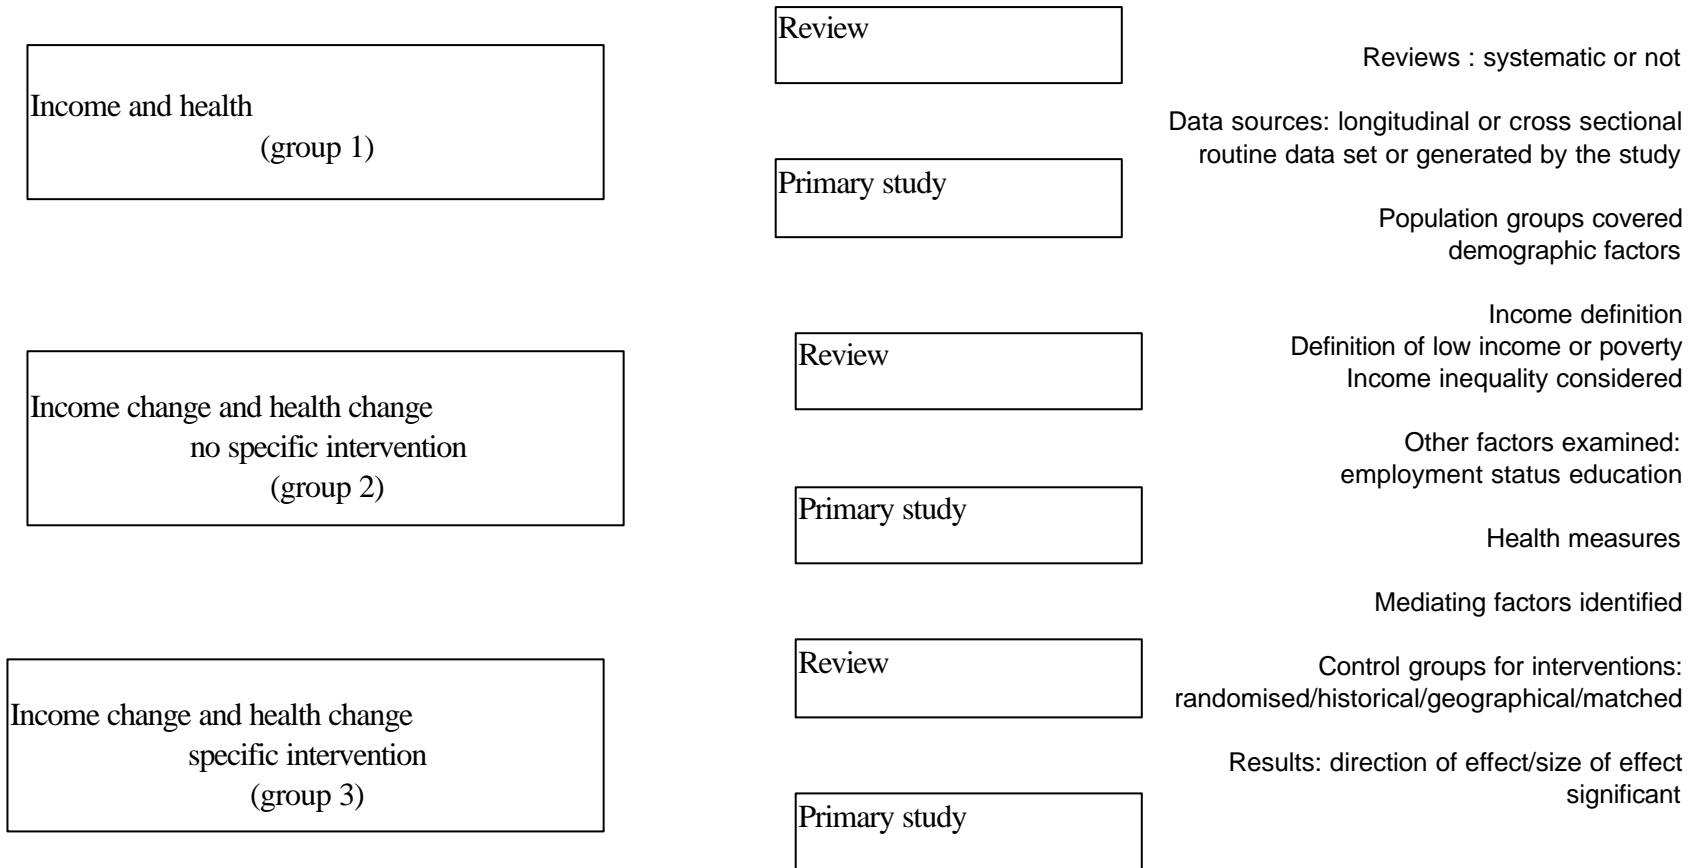 Income and health
(group 1)
Income change and health change
no specific intervention
(group 2)
Income change and health change
specific intervention
(group 3)
Review
Primary study
Review
Primary study
Review
Primary study
Reviews : systematic or not
Data sources: longitudinal or cross sectional
routine data set or generated by the study
Population groups covered
demographic factors
Income definition
Definition of low income or poverty
Income inequality considered
Other factors examined:
employment status education
Health measures
Mediating factors identified
Control groups for interventions:
randomised/historical/geographical/matched
Results: direction of effect/size of effect
significant